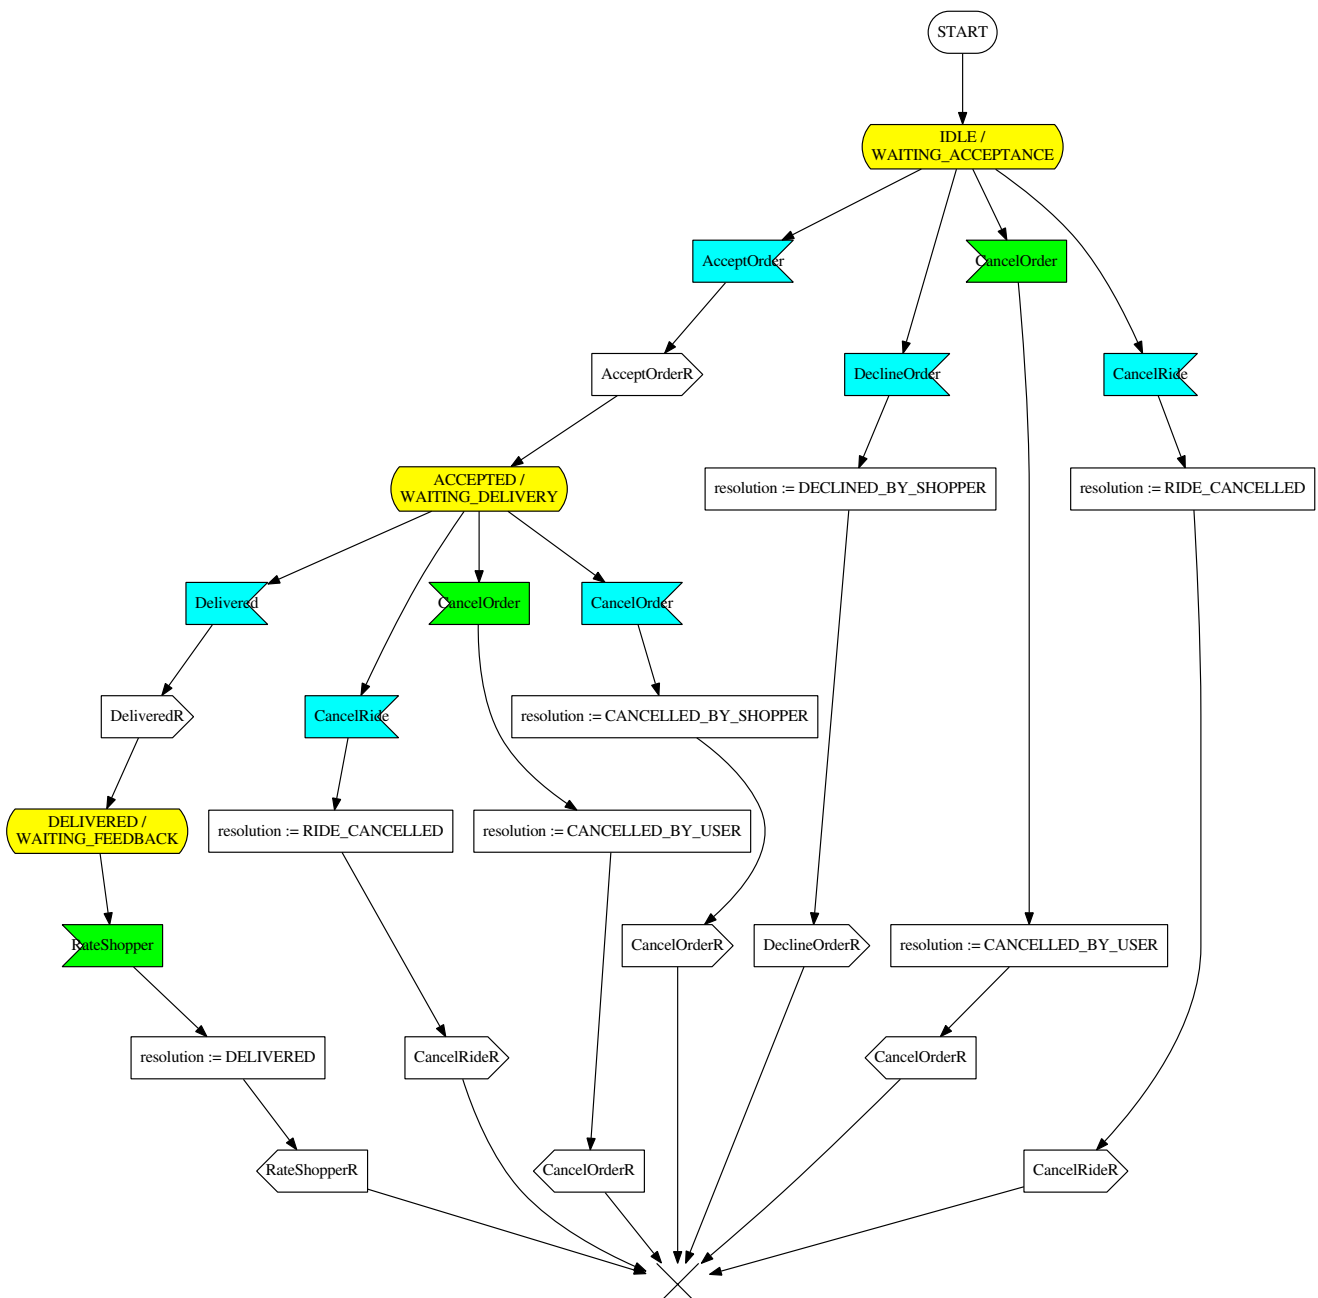 START
IDLE /
WAITING_ACCEPTANCE
AcceptOrder
CancelOrder
AcceptOrderR
DeclineOrder
CancelRide
ACCEPTED /
WAITING_DELIVERY
resolution := DECLINED_BY_SHOPPER
resolution := RIDE_CANCELLED
Delivered
CancelOrder
CancelOrder
DeliveredR
CancelRide
resolution := CANCELLED_BY_SHOPPER
DELIVERED /
WAITING_FEEDBACK
resolution := RIDE_CANCELLED
resolution := CANCELLED_BY_USER
RateShopper
CancelOrderR
DeclineOrderR
resolution := CANCELLED_BY_USER
resolution := DELIVERED
CancelRideR
CancelOrderR
RateShopperR
CancelOrderR
CancelRideR